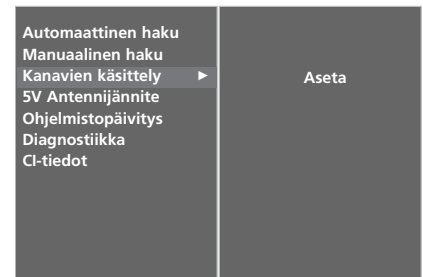 Automaattinen haku
Manuaalinen haku
Kanavien käsittely ►
Aseta
5V Antennijännite
Ohjelmistopäivitys
Diagnostiikka
CI-tiedot